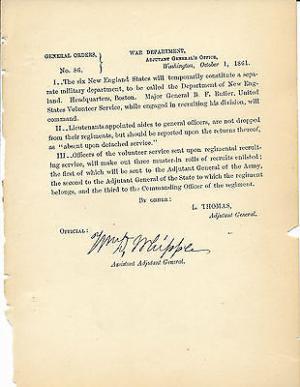 GENERAL ORDERS,
No. 86.
WAR DEPARTMENT,
ADJUTANT GENERAL'S OFFICE,
Washington, October 1, 1861.
I...The six New England States will temporarily constitute a sepa-
rate military department, to be called the Department of New Eng-
land. Headquarters, Boston. Major General B. F. Butler, United
States Volunteer Service, while engaged in recruiting his division, will
command.
II...Lieutenants appointed aides to general officers, are not dropped
from their regiments, but should be reported upon the returns thereof,
as "absent upon detached service."
III...Officers of the volunteer service sent upon regimental recruit-
ing service, will make out three muster-in rolls of recruits enlisted;
the first of which will be sent to the Adjutant General of the Army,
the second to the Adjutant General of the State to which the regiment
belongs, and the third to the Commanding Officer of the regiment.
BY ORDER:
L. THOMAS,
Adjutant General.
OFFICIAL:
Wm D Whipple
Assistant Adjutant General.